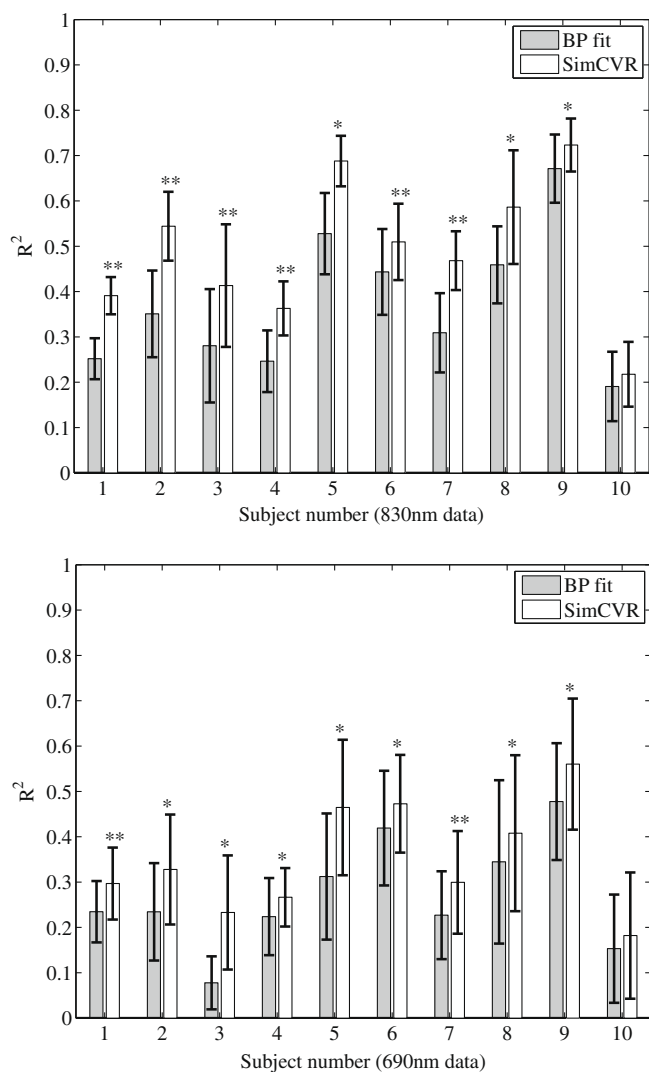 1
0.9
0.8
0.7
0.6
0.5
0.4
0.3
0.2
0.1
0
R²
BP fit
SimCVR
** ** ** ** * ** ** * *
1 2 3 4 5 6 7 8 9 10
Subject number (830nm data)
1
0.9
0.8
0.7
0.6
0.5
0.4
0.3
0.2
0.1
0
R²
BP fit
SimCVR
** * * * * * ** * *
1 2 3 4 5 6 7 8 9 10
Subject number (690nm data)